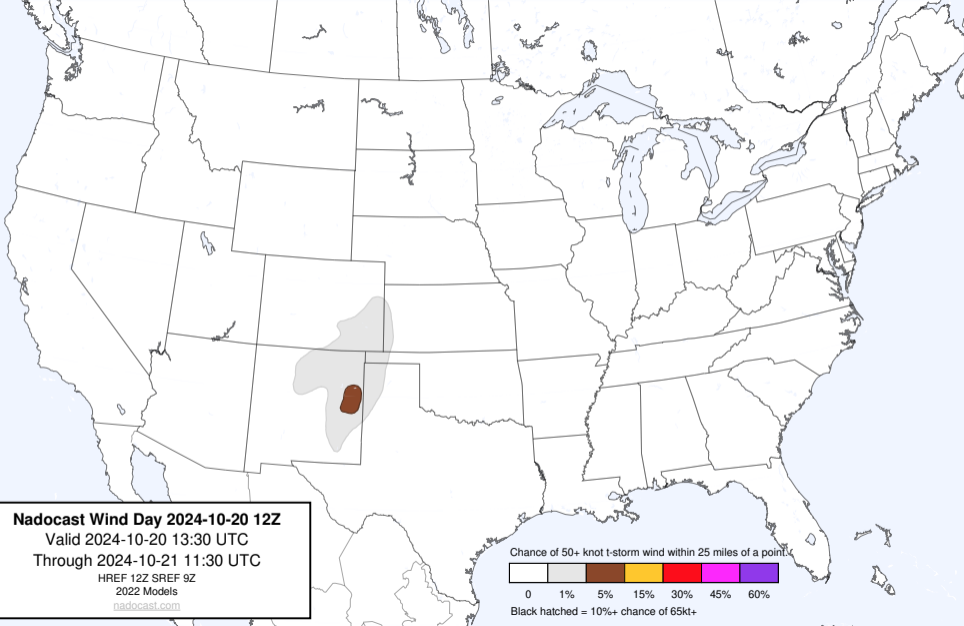 Nadocast Wind Day 2024-10-20 12Z
Valid 2024-10-20 13:30 UTC
Through 2024-10-21 11:30 UTC
HREF 12Z SREF 9Z
2022 Models
nadocast.com
Chance of 50+ knot t-storm wind within 25 miles of a point.
0 1% 5% 15% 30% 45% 60%
Black hatched = 10%+ chance of 65kt+